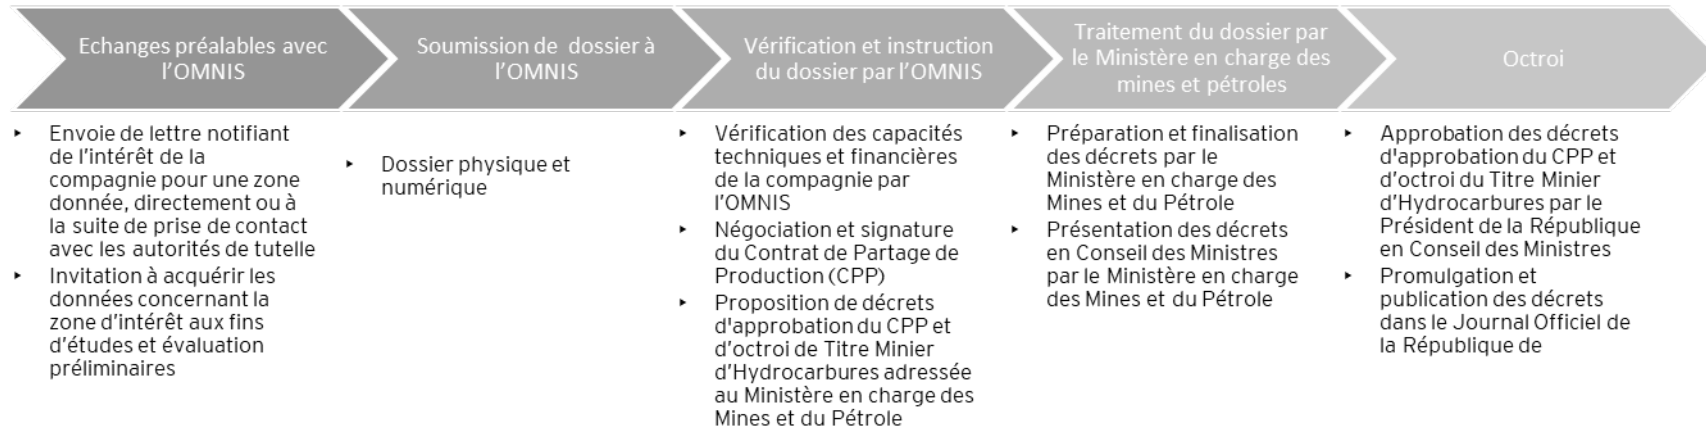 Echanges préalables avec
l'OMNIS
Soumission de dossier à
l'OMNIS
Vérification et instruction
du dossier par l'OMNIS
Traitement du dossier par
le Ministère en charge des
mines et pétroles
Octroi
‣ Envoie de lettre notifiant
de l'intérêt de la
compagnie pour une zone
donnée, directement ou à
la suite de prise de contact
avec les autorités de tutelle
‣ Invitation à acquérir les
données concernant la
zone d'intérêt aux fins
d'études et évaluation
préliminaires
‣ Dossier physique et
numérique
‣ Vérification des capacités
techniques et financières
de la compagnie par
l'OMNIS
‣ Négociation et signature
du Contrat de Partage de
Production (CPP)
‣ Proposition de décrets
d'approbation du CPP et
d'octroi de Titre Minier
d'Hydrocarbures adressée
au Ministère en charge des
Mines et du Pétrole
‣ Préparation et finalisation
des décrets par le
Ministère en charge des
Mines et du Pétrole
‣ Présentation des décrets
en Conseil des Ministres
par le Ministère en charge
des Mines et du Pétrole
‣ Approbation des décrets
d'approbation du CPP et
d'octroi du Titre Minier
d'Hydrocarbures par le
Président de la République
en Conseil des Ministres
‣ Promulgation et
publication des décrets
dans le Journal Officiel de
la République de